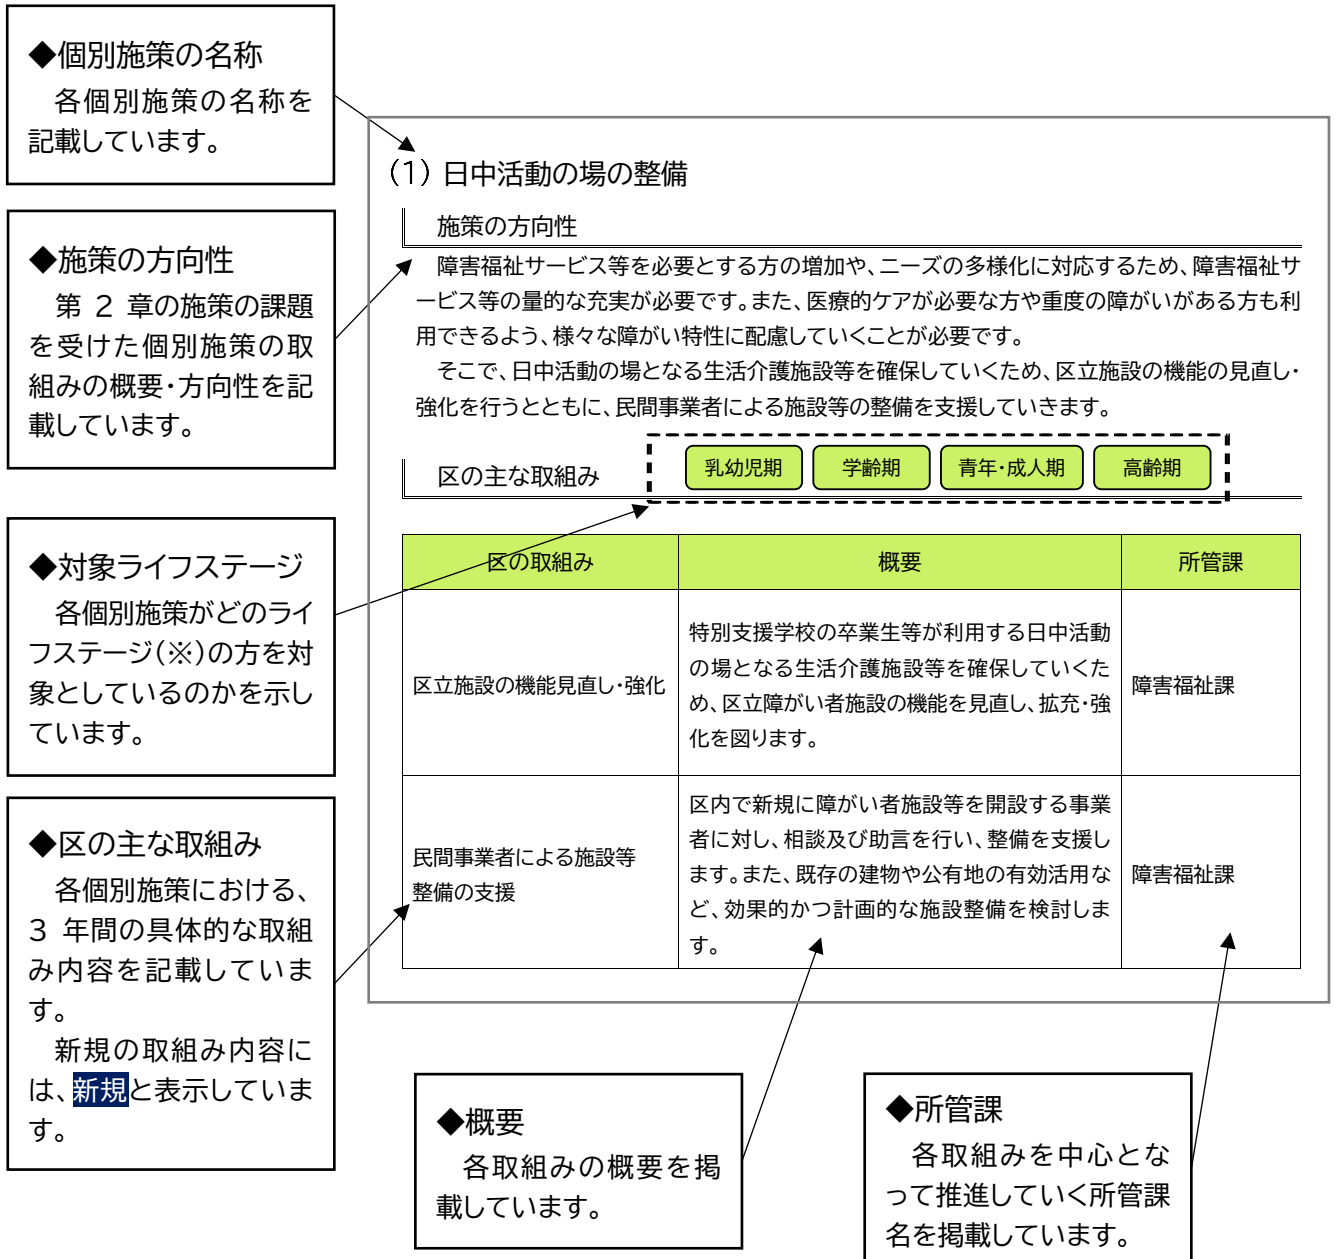 ◆個別施策の名称
各個別施策の名称を
記載しています。
◆施策の方向性
第 2 章の施策の課題
を受けた個別施策の取
組みの概要・方向性を記
載しています。
◆対象ライフステージ
各個別施策がどのライ
フステージ(※)の方を対
象としているのかを示し
ています。
◆区の主な取組み
各個別施策における、
3 年間の具体的な取組
み内容を記載していま
す。
新規の取組み内容に
は、新規と表示していま
す。
(1) 日中活動の場の整備
施策の方向性
障害福祉サービス等を必要とする方の増加や、ニーズの多様化に対応するため、障害福祉サ
ービス等の量的な充実が必要です。また、医療的ケアが必要な方や重度の障がいがある方も利
用できるよう、様々な障がい特性に配慮していくことが必要です。
そこで、日中活動の場となる生活介護施設等を確保していくため、区立施設の機能の見直し・
強化を行うとともに、民間事業者による施設等の整備を支援していきます。
区の主な取組み 乳幼児期 学齢期 青年・成人期 高齢期
区の取組み 概要 所管課
区立施設の機能見直し・強化
特別支援学校の卒業生等が利用する日中活動
の場となる生活介護施設等を確保していくた
め、区立障がい者施設の機能を見直し、拡充・強
化を図ります。
障害福祉課
民間事業者による施設等
整備の支援
区内で新規に障がい者施設等を開設する事業
者に対し、相談及び助言を行い、整備を支援し
ます。また、既存の建物や公有地の有効活用な
ど、効果的かつ計画的な施設整備を検討しま
す。
障害福祉課
◆概要
各取組みの概要を掲
載しています。
◆所管課
各取組みを中心とな
って推進していく所管課
名を掲載しています。